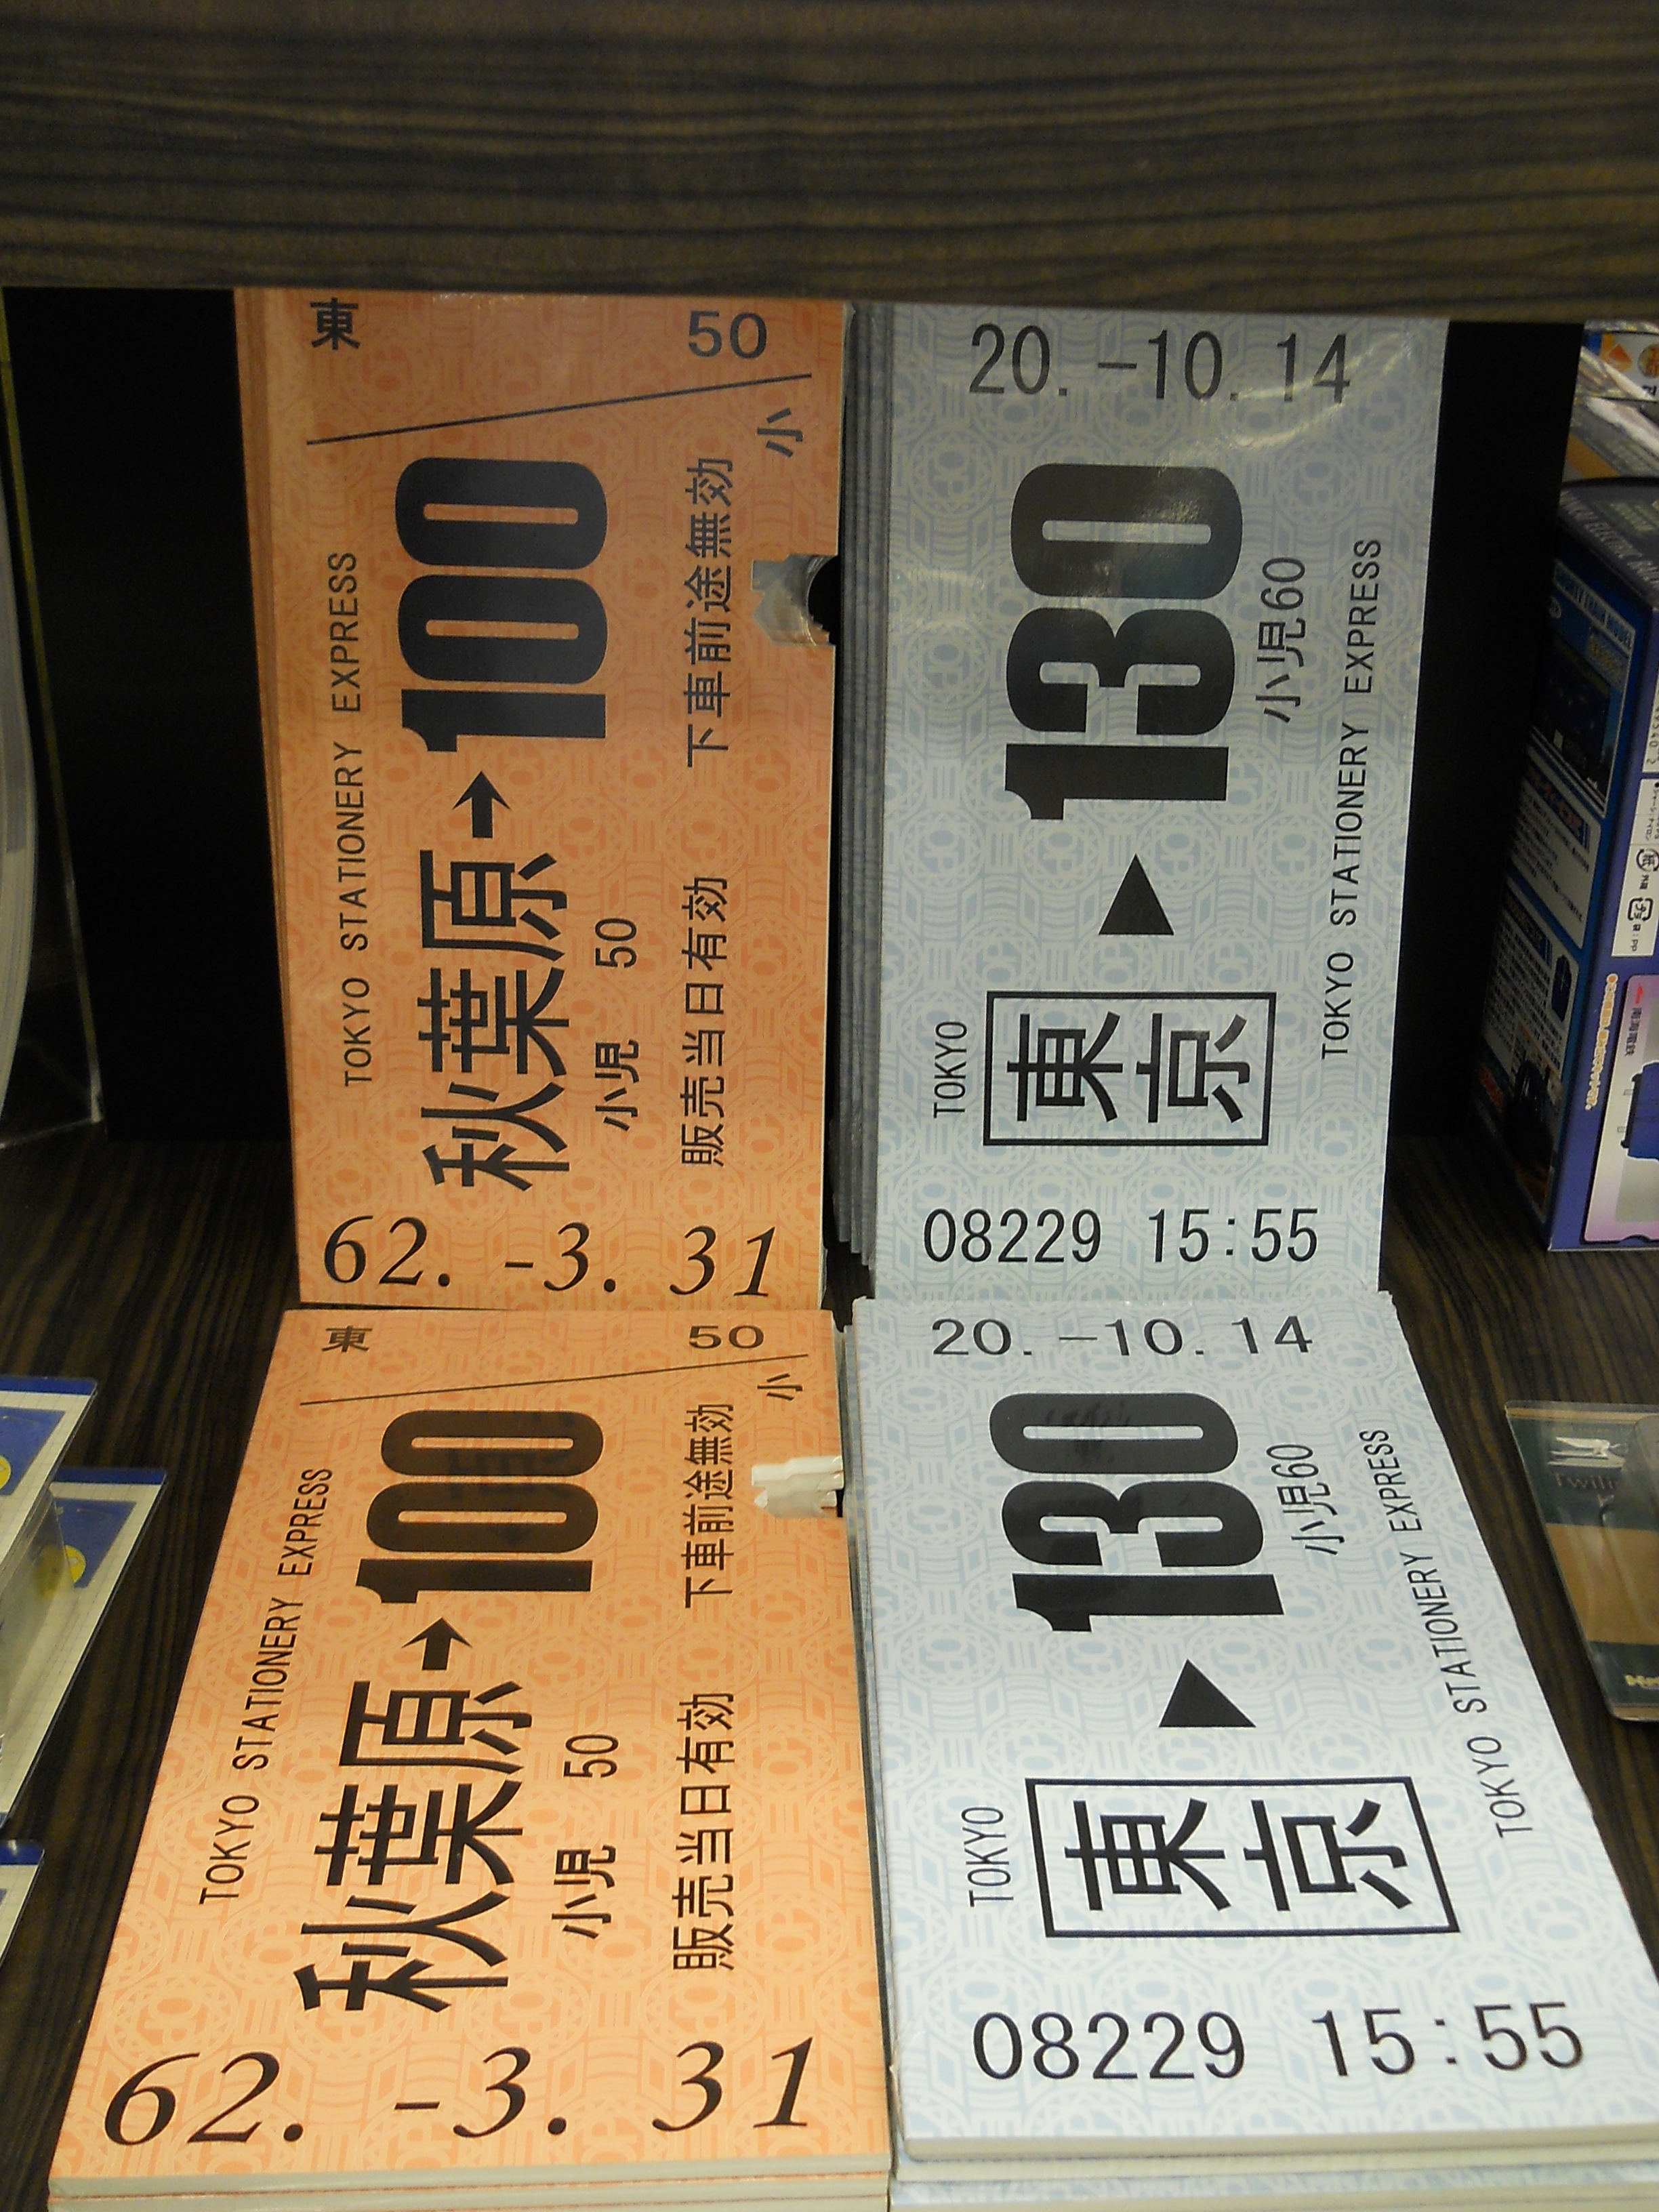 TOKYO STATIONERY EXPRESS
東
秋葉原→100
小児 50
販売当日有効 下車前途無効
62. -3. 31
50
小
20. -10. 14
TOKYO
東京▶130
小児60
TOKYO STATIONERY EXPRESS
08229 15:55
TOKYO STATIONERY EXPRESS
東
秋葉原→100
小児 50
販売当日有効 下車前途無効
62. -3. 31
50
小
20. -10. 14
TOKYO
東京▶130
小児60
TOKYO STATIONERY EXPRESS
08229 15:55